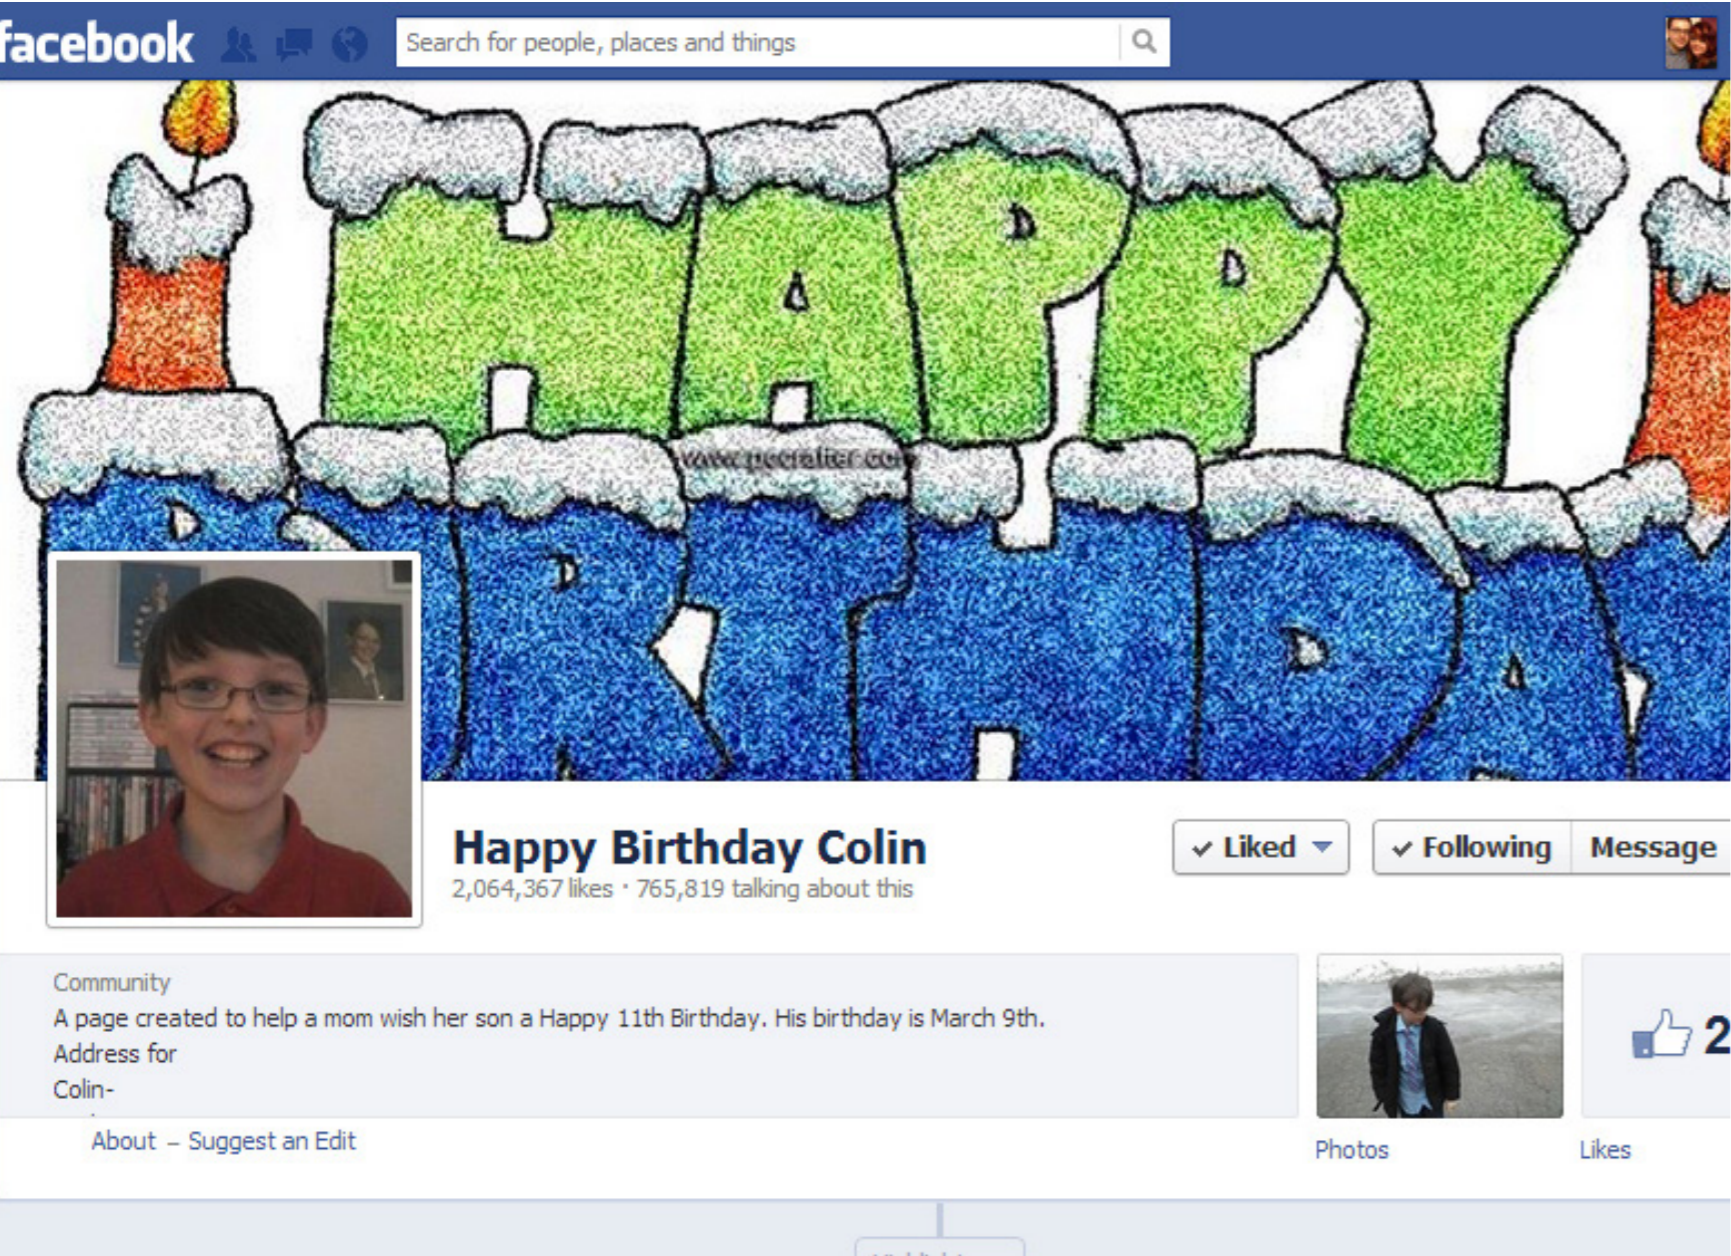 facebook
Search for people, places and things
HAPPY
BIRTHDAY
Happy Birthday Colin
2,064,367 likes · 765,819 talking about this
Liked
Following
Message
Community
A page created to help a mom wish her son a Happy 11th Birthday. His birthday is March 9th.
Address for
Colin-
2
About – Suggest an Edit
Photos
Likes